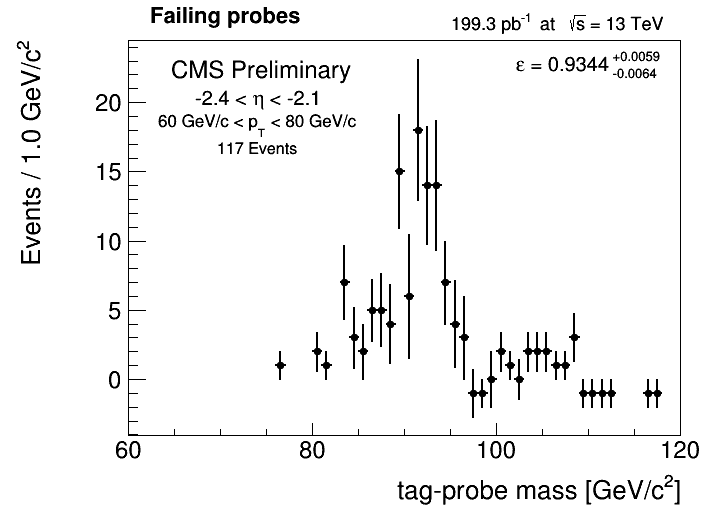 Failing probes
199.3 pb⁻¹ at √s = 13 TeV
CMS Preliminary
ε = 0.9344 +0.0059 -0.0064
-2.4 < η < -2.1
60 GeV/c < p_T < 80 GeV/c
117 Events
Events / 1.0 GeV/c²
20
15
10
5
0
60 80 100 120
tag-probe mass [GeV/c²]